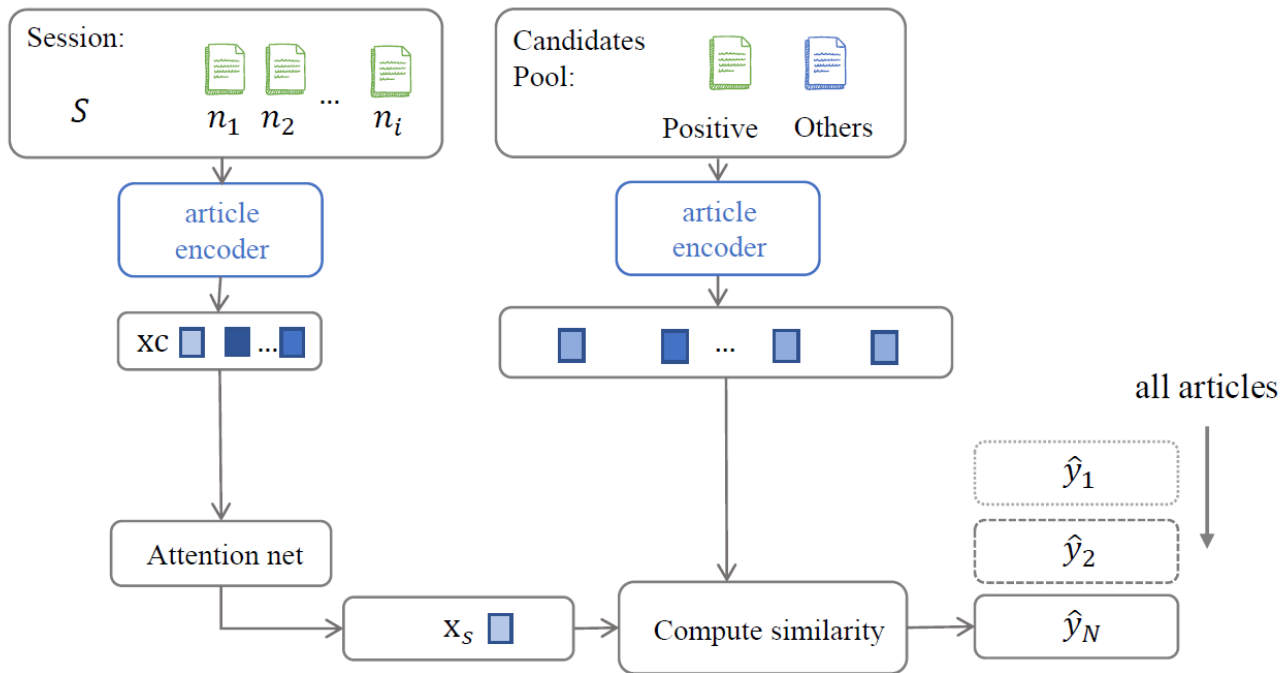 Session:
S
n₁ n₂ ... nᵢ
Candidates
Pool:
Positive Others
article
encoder
article
encoder
xc ...
...
all articles
ŷ₁
ŷ₂
ŷ_N
Attention net
xₛ
Compute similarity